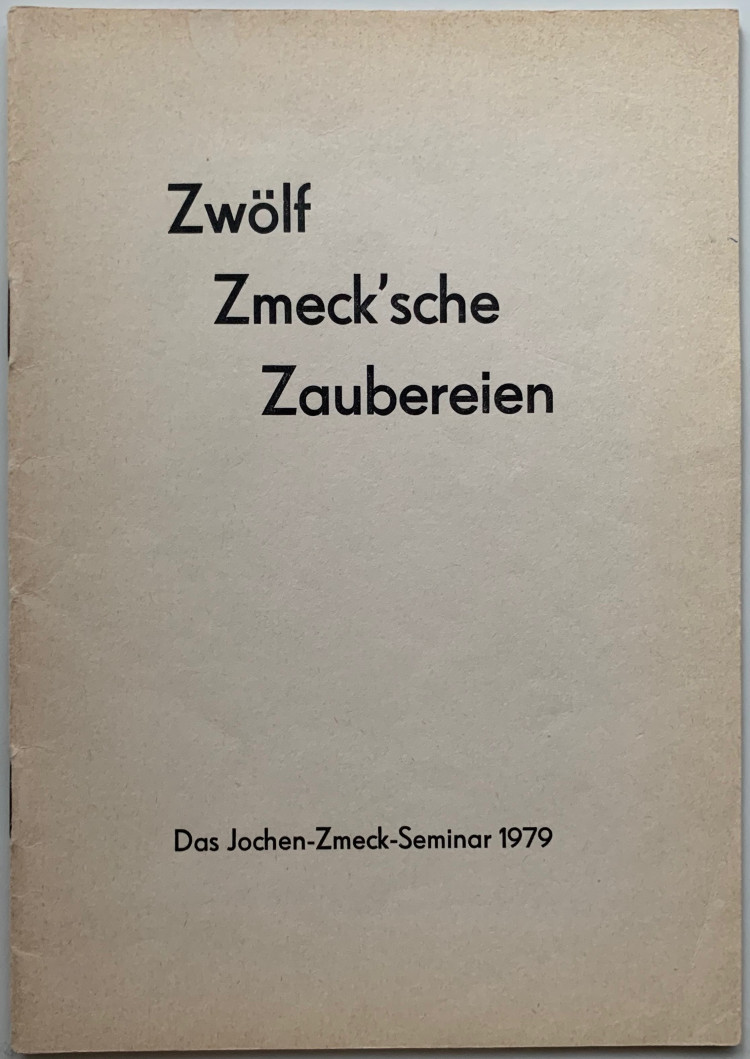 Zwölf
Zmeck'sche
Zaubereien
Das Jochen-Zmeck-Seminar 1979